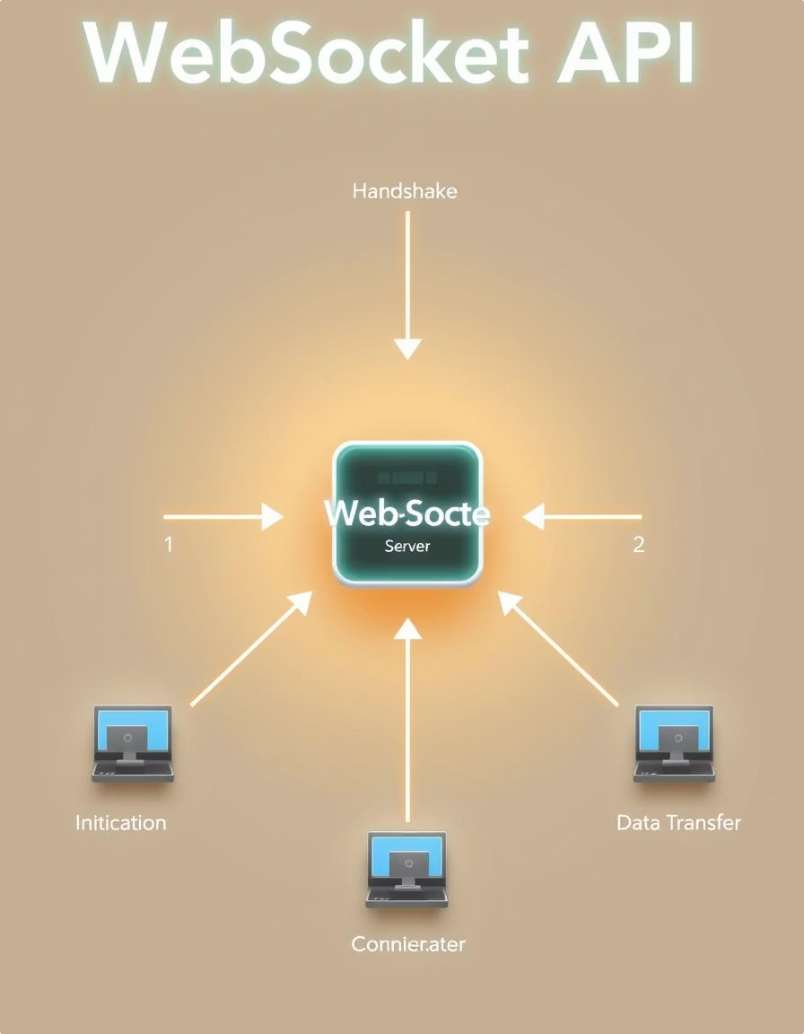 WebSocket API
Handshake
Web-Socte
Server
1
2
Initication
Data Transfer
Connier.ater